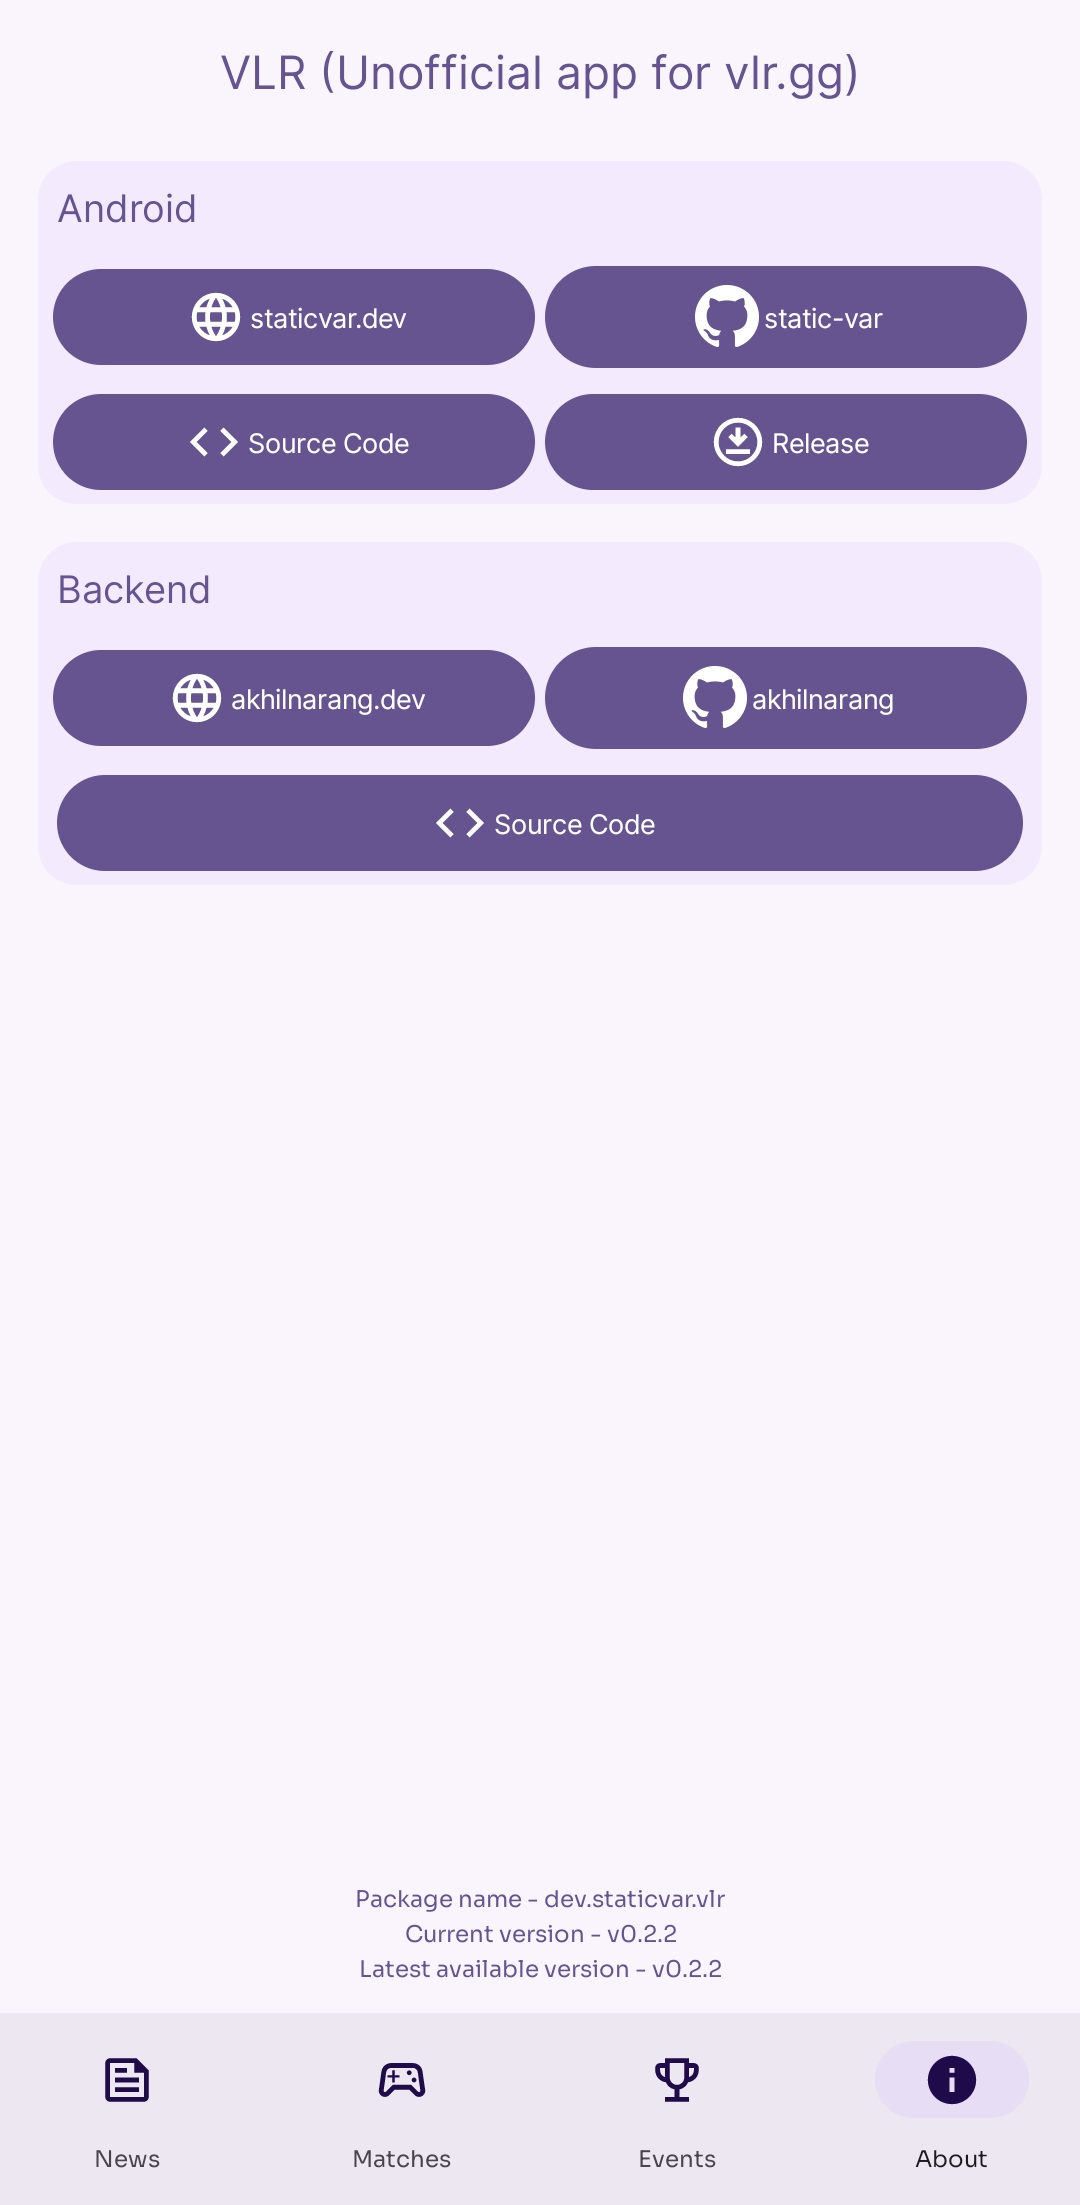 VLR (Unofficial app for vlr.gg)
Android
staticvar.dev
static-var
Source Code
Release
Backend
akhilnarang.dev
akhilnarang
Source Code
Package name - dev.staticvar.vlr
Current version - v0.2.2
Latest available version - v0.2.2
News
Matches
Events
About